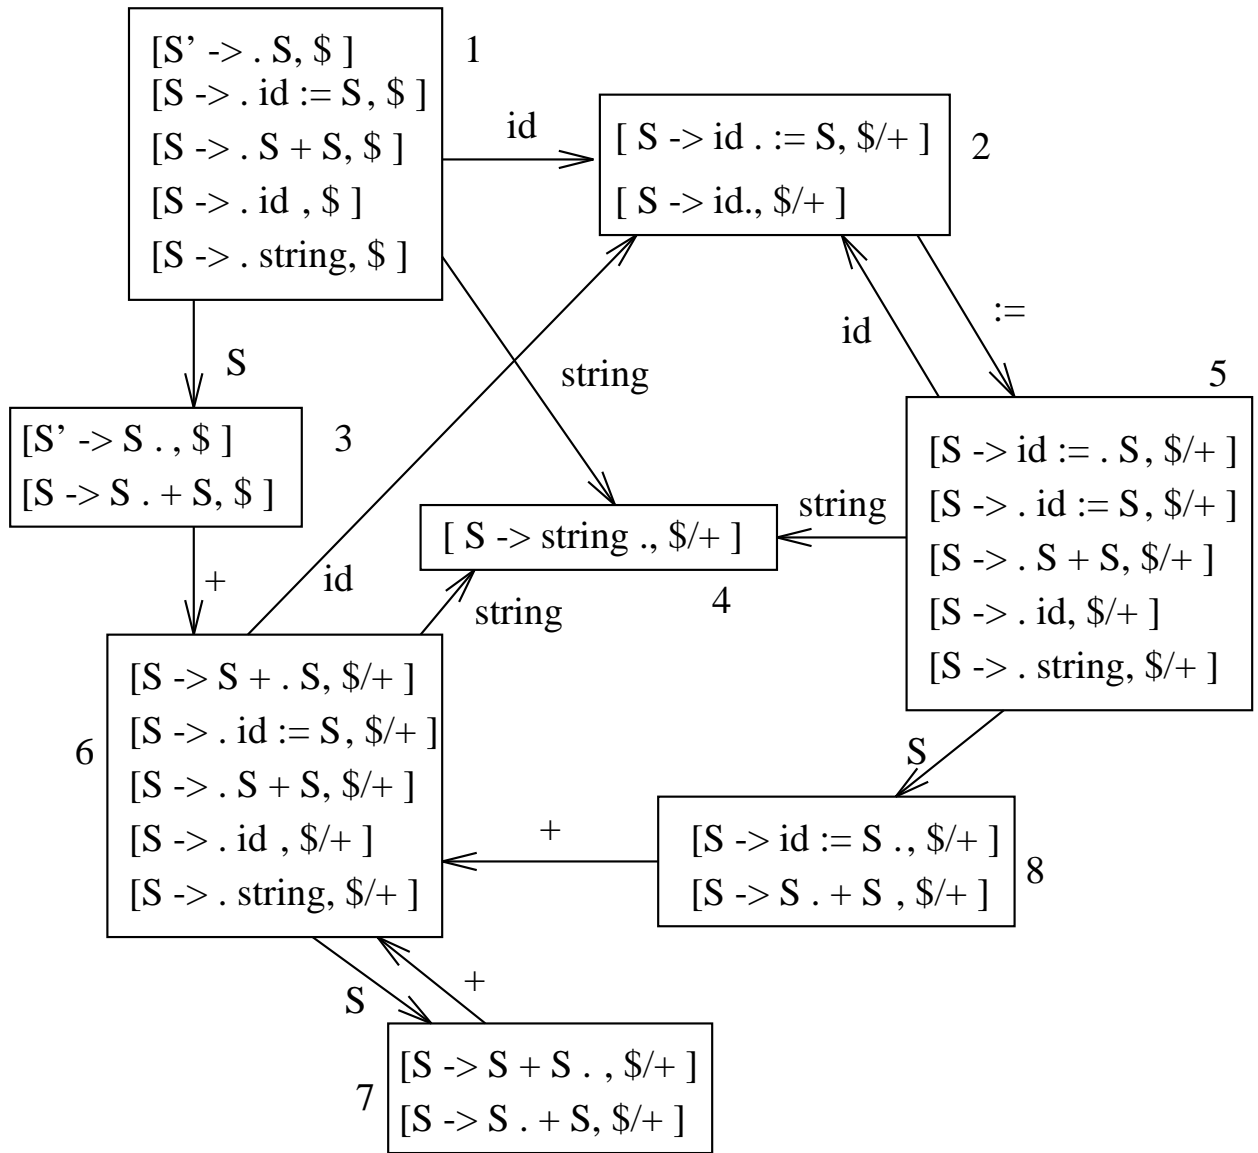 [S’ -> . S, $ ]
[S -> . id := S, $ ]
[S -> . S + S, $ ]
[S -> . id , $ ]
[S -> . string, $ ]
1
id
[ S -> id . := S, $/+ ]
[ S -> id., $/+ ]
2
S
string
id
:=
[S’ -> S . , $ ]
[S -> S . + S, $ ]
3
5
[S -> id := . S, $/+ ]
[S -> . id := S, $/+ ]
[S -> . S + S, $/+ ]
[S -> . id, $/+ ]
[S -> . string, $/+ ]
string
[ S -> string ., $/+ ]
4
+
id
string
6
[S -> S + . S, $/+ ]
[S -> . id := S, $/+ ]
[S -> . S + S, $/+ ]
[S -> . id , $/+ ]
[S -> . string, $/+ ]
S
+
[S -> id := S ., $/+ ]
[S -> S . + S , $/+ ]
8
S
+
7
[S -> S + S . , $/+ ]
[S -> S . + S, $/+ ]